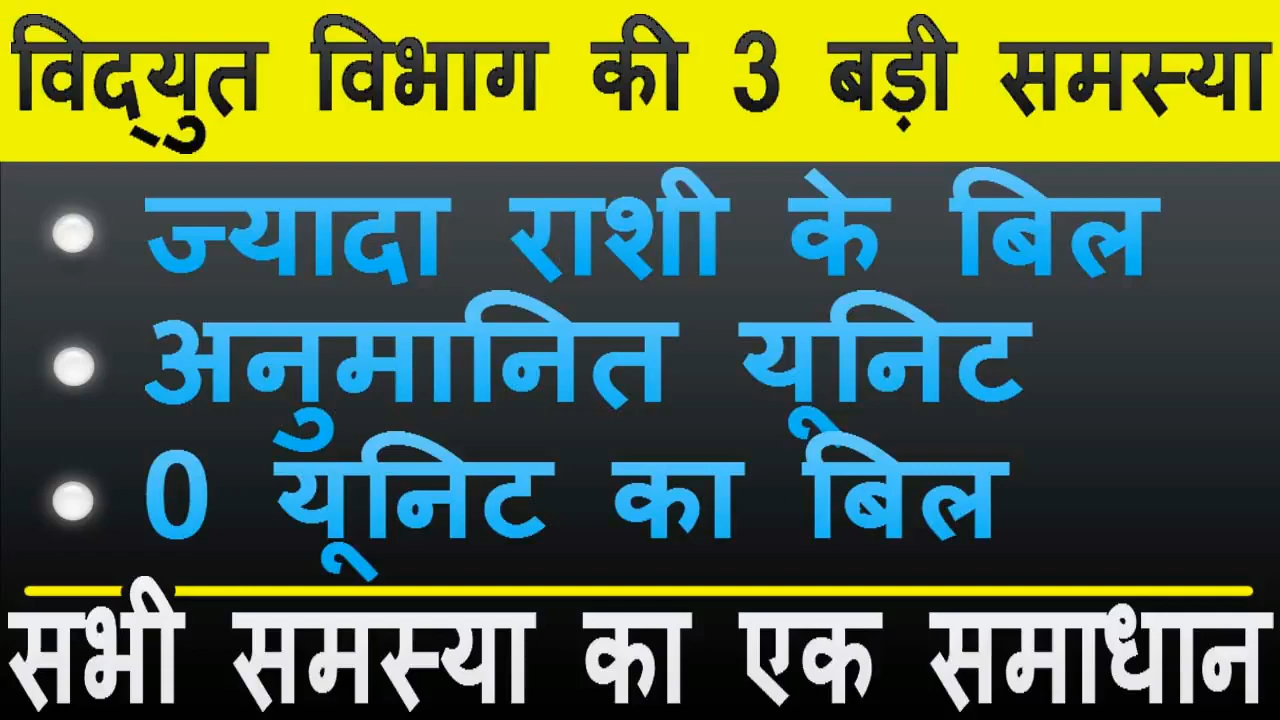 विद्‌युत विभाग की 3 बड़ी समस्या
ज्यादा राशी के बिल
अनुमानित यूनिट
0 यूनिट का बिल
सभी समस्या का एक समाधान